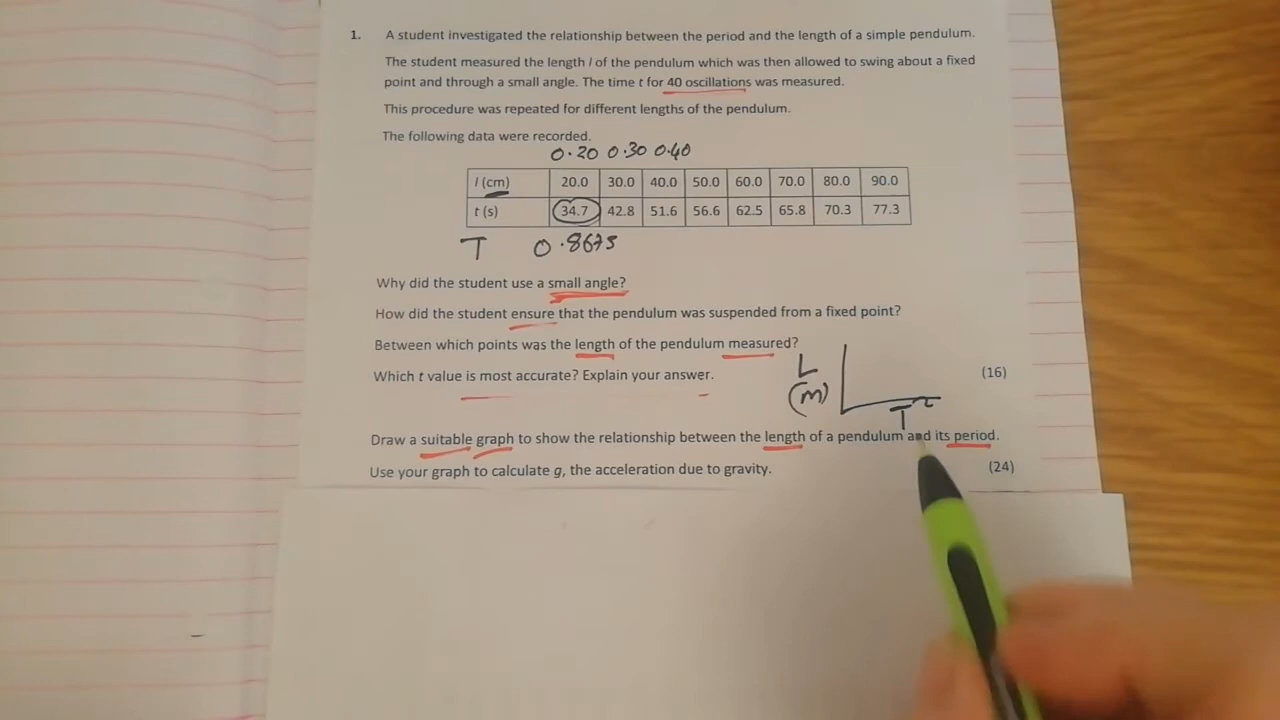 1. A student investigated the relationship between the period and the length of a simple pendulum.
The student measured the length l of the pendulum which was then allowed to swing about a fixed
point and through a small angle. The time t for 40 oscillations was measured.
This procedure was repeated for different lengths of the pendulum.
The following data were recorded.
0.20 0.30 0.40
l (cm) 20.0 30.0 40.0 50.0 60.0 70.0 80.0 90.0
t (s) 34.7 42.8 51.6 56.6 62.5 65.8 70.3 77.3
T 0.8675
Why did the student use a small angle?
How did the student ensure that the pendulum was suspended from a fixed point?
Between which points was the length of the pendulum measured?
L
Which t value is most accurate? Explain your answer. (16)
(m)
T²
Draw a suitable graph to show the relationship between the length of a pendulum and its period.
Use your graph to calculate g, the acceleration due to gravity. (24)